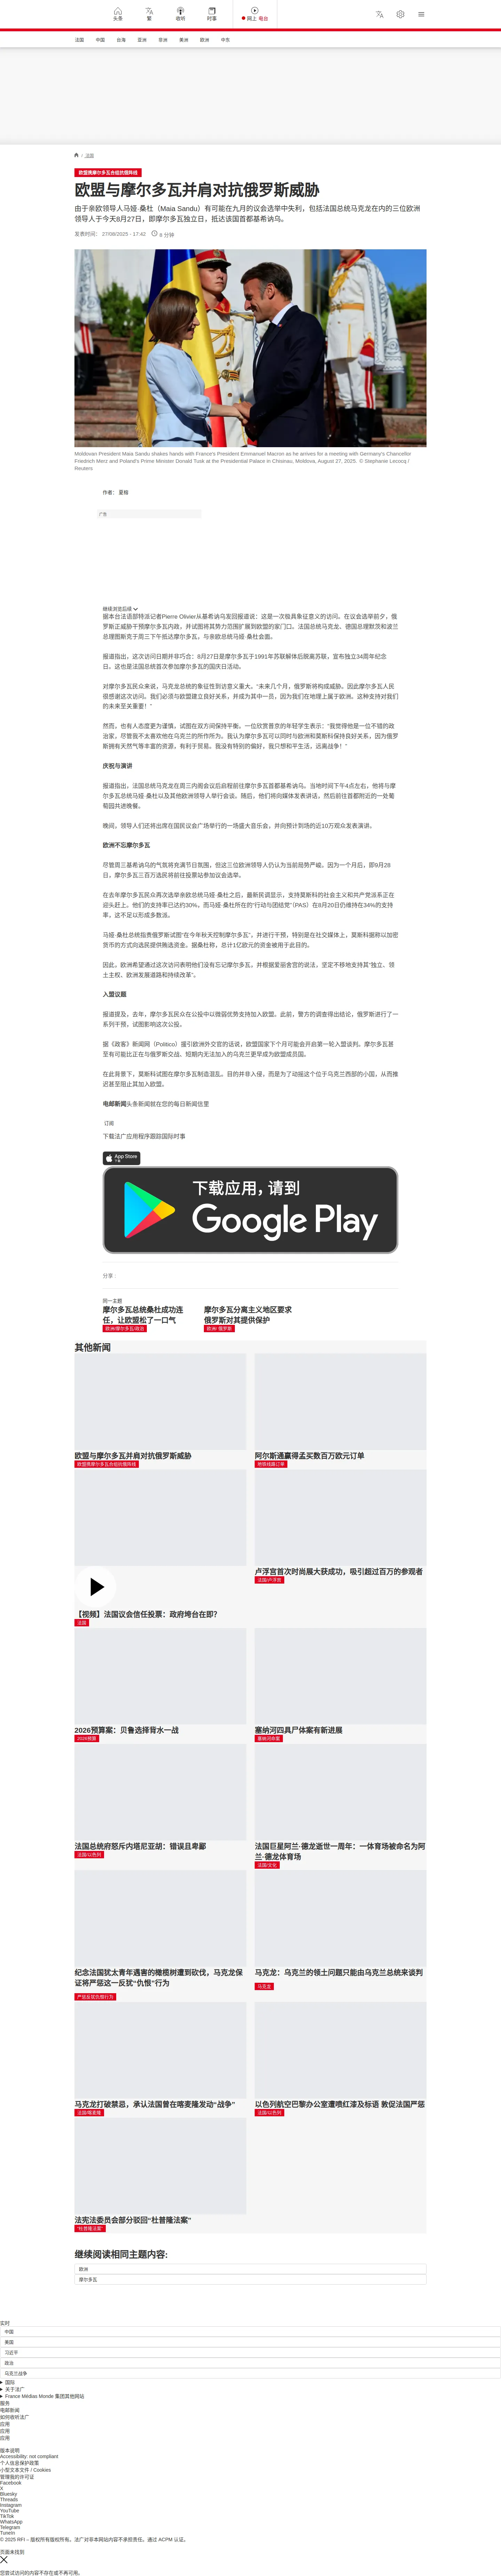 头条
繁
收听
时事
网上 电台
法国
中国
台海
亚洲
非洲
美洲
欧洲
中东
法国
欧盟携摩尔多瓦合组抗俄阵线
欧盟与摩尔多瓦并肩对抗俄罗斯威胁
由于亲欧领导人马娅·桑杜（Maia Sandu）有可能在九月的议会选举中失利，包括法国总统马克龙在内的三位欧洲
领导人于今天8月27日，即摩尔多瓦独立日，抵达该国首都基希讷乌。
发表时间： 27/08/2025 - 17:42
4 分钟
Moldovan President Maia Sandu shakes hands with France's President Emmanuel Macron as he arrives for a meeting with Germany's Chancellor
Friedrich Merz and Poland's Prime Minister Donald Tusk at the Presidential Palace in Chisinau, Moldova, August 27, 2025. © Stephanie Lecocq /
Reuters
作者： 夏榕
广告
继续浏览后续
据本台法语部特派记者Pierre Olivier从基希讷乌发回报道说：这是一次极具象征意义的访问。在议会选举前夕，俄
罗斯正威胁干预摩尔多瓦内政，并试图将其势力范围扩展到欧盟的家门口。法国总统马克龙、德国总理默茨和波兰
总理图斯克于周三下午抵达摩尔多瓦，与亲欧总统马娅·桑杜会面。
报道指出，这次访问日期并非巧合：8月27日是摩尔多瓦于1991年苏联解体后脱离苏联，宣布独立34周年纪念
日。这也是法国总统首次参加摩尔多瓦的国庆日活动。
对摩尔多瓦民众来说，马克龙总统的象征性到访意义重大。“未来几个月，俄罗斯将构成威胁。因此摩尔多瓦人民
很感谢这次访问。我们必须与欧盟建立良好关系，并成为其中一员，因为我们在地理上属于欧洲。这种支持对我们
的未来至关重要！”
然而，也有人态度更为谨慎，试图在双方间保持平衡。一位欣赏普京的年轻学生表示：“我觉得他是一位不错的政
治家。尽管我不太喜欢他在乌克兰的所作所为。我认为摩尔多瓦可以同时与欧洲和莫斯科保持良好关系，因为俄罗
斯拥有天然气等丰富的资源，有利于贸易。我没有特别的偏好，我只想和平生活，远离战争！”
庆祝与演讲
报道指出，法国总统马克龙在周三内阁会议后启程前往摩尔多瓦首都基希讷乌。当地时间下午4点左右，他将与摩
尔多瓦总统马娅·桑杜以及其他欧洲领导人举行会谈。随后，他们将向媒体发表讲话，然后前往首都附近的一处葡
萄园共进晚餐。
晚间，领导人们还将出席在国民议会广场举行的一场盛大音乐会，并向预计到场的近10万观众发表演讲。
欧洲不忘摩尔多瓦
尽管周三基希讷乌的气氛将充满节日氛围，但这三位欧洲领导人仍认为当前局势严峻。因为一个月后，即9月28
日，摩尔多瓦三百万选民将前往投票站参加议会选举。
在去年摩尔多瓦民众再次选举亲欧总统马娅·桑杜之后，最新民调显示，支持莫斯科的社会主义和共产党派系正在
迎头赶上。他们的支持率已达约30%。而马娅·桑杜所在的“行动与团结党”（PAS）在8月20日仍维持在34%的支持
率，这不足以形成多数派。
马娅·桑杜总统指责俄罗斯试图“在今年秋天控制摩尔多瓦”，并进行干预，特别是在社交媒体上，莫斯科据称以加密
货币的方式向选民提供贿选资金。据桑杜称，总计1亿欧元的资金被用于此目的。
因此，欧洲希望通过这次访问表明他们没有忘记摩尔多瓦，并根据爱丽舍宫的说法，坚定不移地支持其“独立、领
土主权、欧洲发展道路和持续改革”。
入盟议题
报道提及，去年，摩尔多瓦民众在公投中以微弱优势支持加入欧盟。此前，警方的调查得出结论，俄罗斯进行了一
系列干预，试图影响这次公投。
据《政客》新闻网（Politico）援引欧洲外交官的话说，欧盟国家下个月可能会开启第一轮入盟谈判。摩尔多瓦甚
至有可能比正在与俄罗斯交战、短期内无法加入的乌克兰更早成为欧盟成员国。
在此背景下，莫斯科试图在摩尔多瓦制造混乱。目的并非入侵，而是为了动摇这个位于乌克兰西部的小国，从而推
迟甚至阻止其加入欧盟。
电邮新闻头条新闻就在您的每日新闻信里
订阅
下载法广应用程序跟踪国际时事
App Store
下载应用，请到
Google Play
分享 :
同一主题
摩尔多瓦总统桑杜成功连
任，让欧盟松了一口气
欧洲/摩尔多瓦/政治
摩尔多瓦分离主义地区要求
俄罗斯对其提供保护
欧洲/ 俄罗斯
其他新闻
欧盟与摩尔多瓦并肩对抗俄罗斯威胁
欧盟携摩尔多瓦合组抗俄阵线
阿尔斯通赢得孟买数百万欧元订单
地铁线路订单
【视频】法国议会信任投票：政府垮台在即？
法国
卢浮宫首次时尚展大获成功，吸引超过百万的参观者
法国/卢浮宫
2026预算案：贝鲁选择背水一战
2026预算
塞纳河四具尸体案有新进展
塞纳河命案
法国总统府怒斥内塔尼亚胡：错误且卑鄙
法国/以色列
法国巨星阿兰·德龙逝世一周年：一体育场被命名为阿
兰·德龙体育场
法国/文化
纪念法国犹太青年遇害的橄榄树遭到砍伐，马克龙保
证将严惩这一反犹“仇恨”行为
严惩反犹仇恨行为
马克龙：乌克兰的领土问题只能由乌克兰总统来谈判
马克龙
马克龙打破禁忌，承认法国曾在喀麦隆发动“战争”
法国/喀麦隆
以色列航空巴黎办公室遭喷红漆及标语 敦促法国严惩
法国/以色列
法宪法委员会部分驳回“杜普隆法案”
“杜普隆法案”
继续阅读相同主题内容:
欧洲
摩尔多瓦
实时
中国
美国
习近平
政治
乌克兰战争
国际
关于法广
France Médias Monde 集团其他网站
服务
电邮新闻
如何收听法广
应用
应用
应用
版本说明
Accessibility: not compliant
个人信息保护政策
小型文本文件 / Cookies
管理我的许可证
Facebook
X
Bluesky
Threads
Instagram
YouTube
TikTok
WhatsApp
Telegram
TuneIn
© 2025 RFI – 版权所有版权所有。法广对非本网站内容不承担责任。通过 ACPM 认证。
页面未找到
您尝试访问的内容不存在或不再可用。